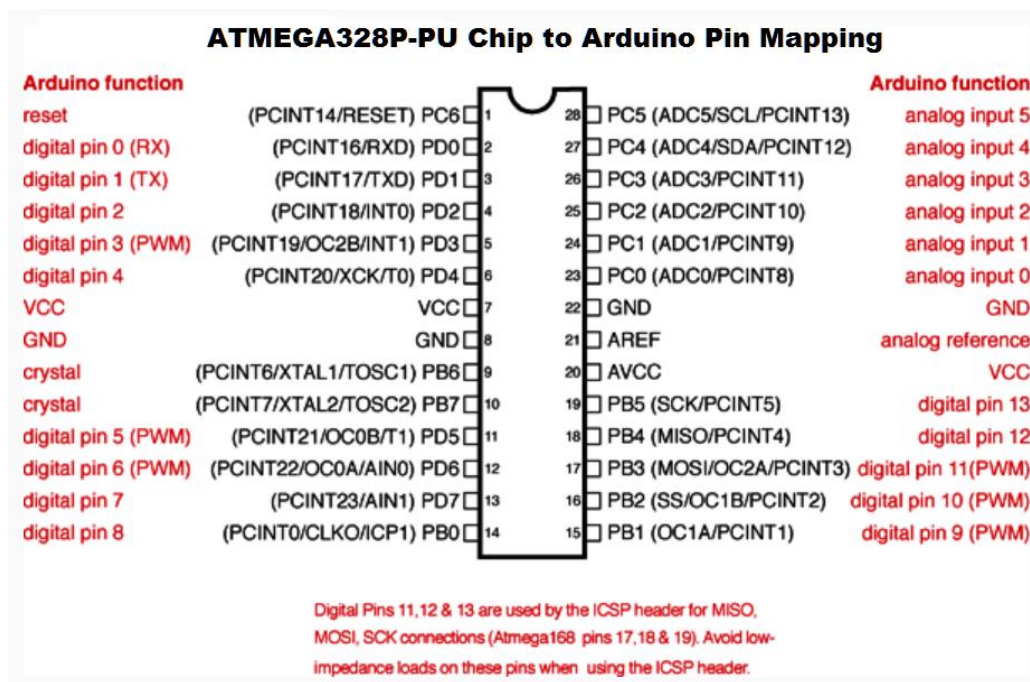 ATMEGA328P-PU Chip to Arduino Pin Mapping
Arduino function Arduino function
reset (PCINT14/RESET) PC6 1 28 PC5 (ADC5/SCL/PCINT13) analog input 5
digital pin 0 (RX) (PCINT16/RXD) PD0 2 27 PC4 (ADC4/SDA/PCINT12) analog input 4
digital pin 1 (TX) (PCINT17/TXD) PD1 3 26 PC3 (ADC3/PCINT11) analog input 3
digital pin 2 (PCINT18/INT0) PD2 4 25 PC2 (ADC2/PCINT10) analog input 2
digital pin 3 (PWM) (PCINT19/OC2B/INT1) PD3 5 24 PC1 (ADC1/PCINT9) analog input 1
digital pin 4 (PCINT20/XCK/T0) PD4 6 23 PC0 (ADC0/PCINT8) analog input 0
VCC VCC 7 22 GND GND
GND GND 8 21 AREF analog reference
crystal (PCINT6/XTAL1/TOSC1) PB6 9 20 AVCC VCC
crystal (PCINT7/XTAL2/TOSC2) PB7 10 19 PB5 (SCK/PCINT5) digital pin 13
digital pin 5 (PWM) (PCINT21/OC0B/T1) PD5 11 18 PB4 (MISO/PCINT4) digital pin 12
digital pin 6 (PWM) (PCINT22/OC0A/AIN0) PD6 12 17 PB3 (MOSI/OC2A/PCINT3) digital pin 11(PWM)
digital pin 7 (PCINT23/AIN1) PD7 13 16 PB2 (SS/OC1B/PCINT2) digital pin 10 (PWM)
digital pin 8 (PCINT0/CLKO/ICP1) PB0 14 15 PB1 (OC1A/PCINT1) digital pin 9 (PWM)
Digital Pins 11,12 & 13 are used by the ICSP header for MISO,
MOSI, SCK connections (Atmega168 pins 17,18 & 19). Avoid low-
impedance loads on these pins when using the ICSP header.